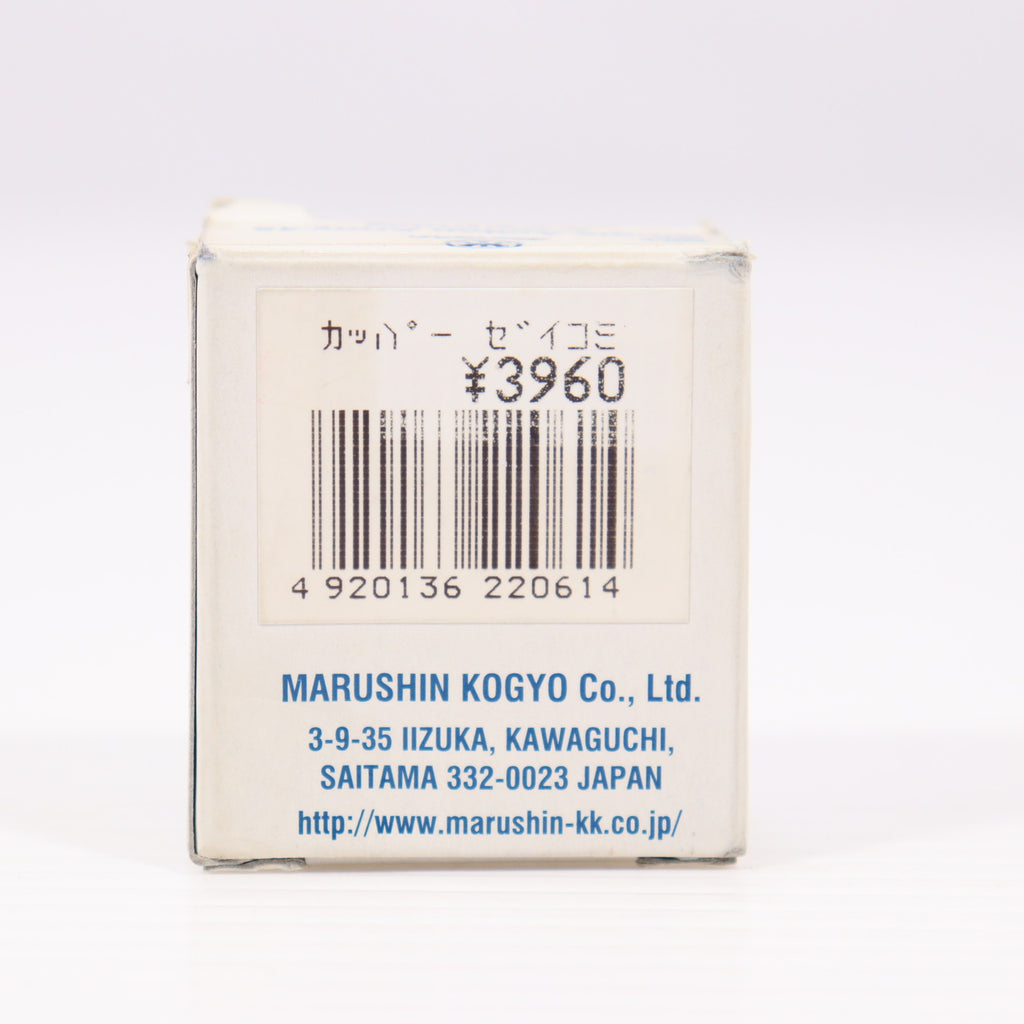 カッパー ゼイコミ
¥3960
4 920136 220614
MARUSHIN KOGYO Co., Ltd.
3-9-35 IIZUKA, KAWAGUCHI,
SAITAMA 332-0023 JAPAN
http://www.marushin-kk.co.jp/